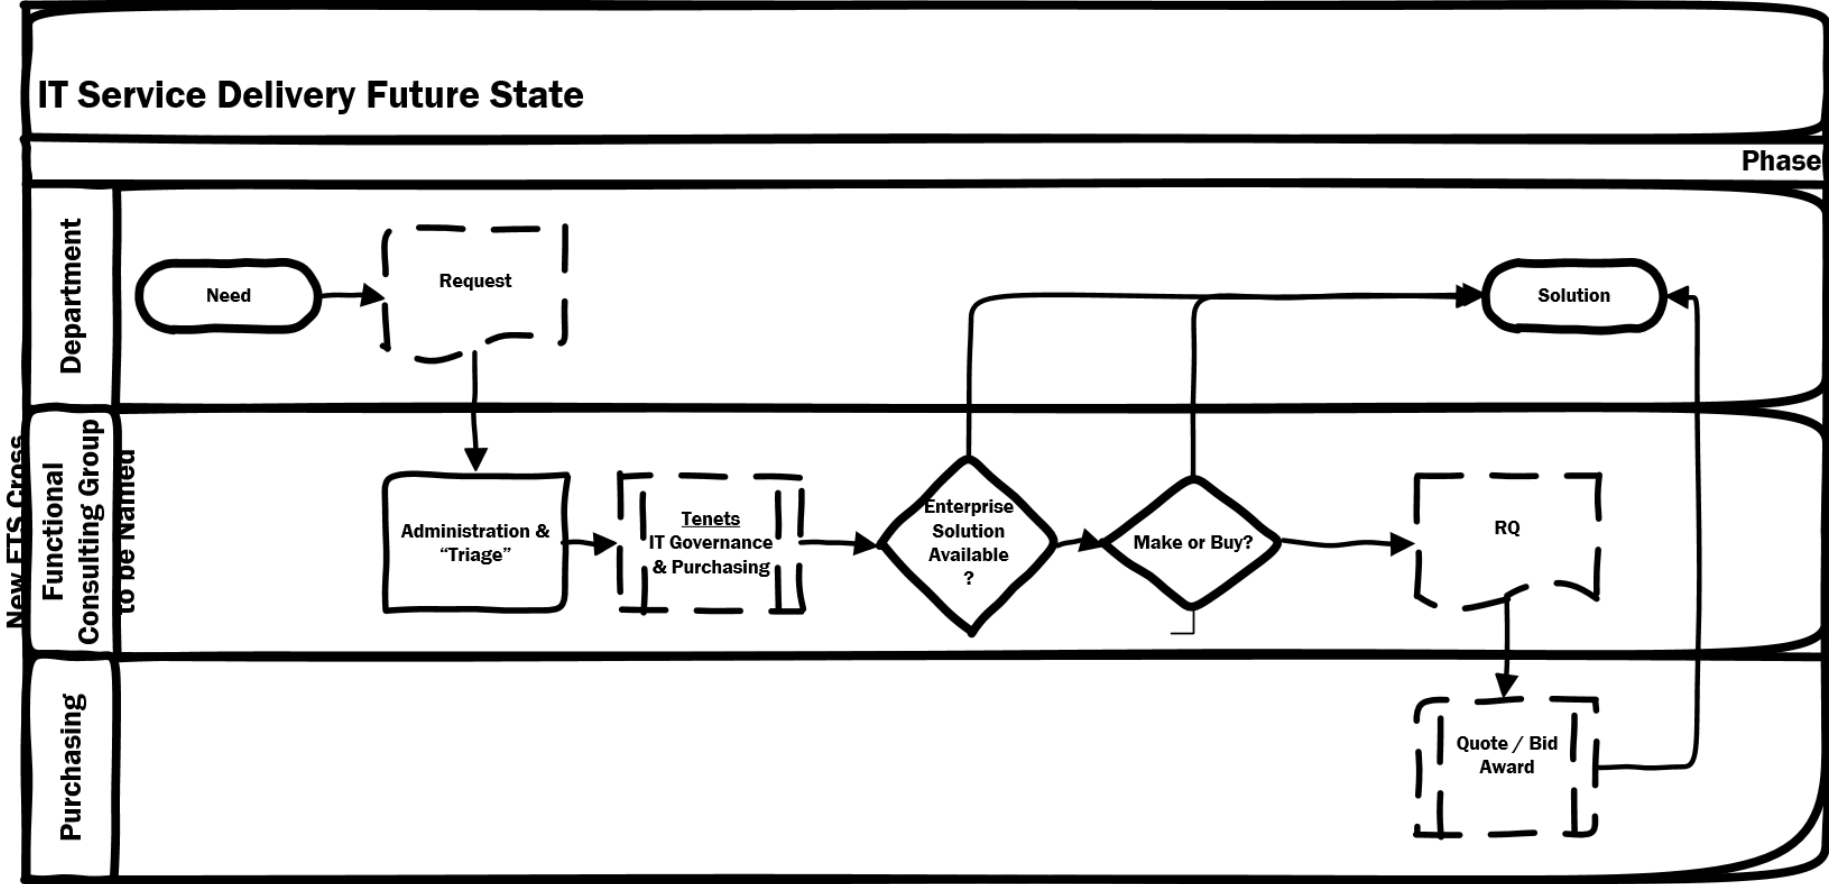 IT Service Delivery Future State
Phase
Department
Need
Request
Solution
New ETS Cross
Functional
Consulting Group
to be Named
Administration &
“Triage”
Tenets
IT Governance
& Purchasing
Enterprise
Solution
Available
?
Make or Buy?
RQ
Purchasing
Quote / Bid
Award